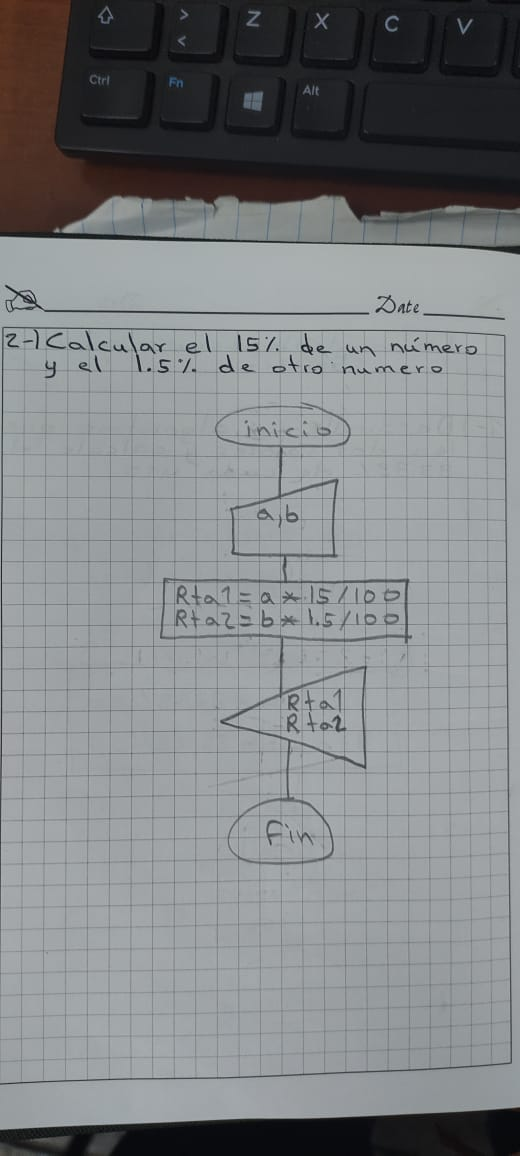 > Z X C V
<
Ctrl Fn Alt
Date
2-) Calcular el 15% de un número
y el 1.5% de otro numero
inicio
a,b
Rta1 = a * 15/100
Rta2 = b * 1.5/100
Rta1
Rta2
Fin